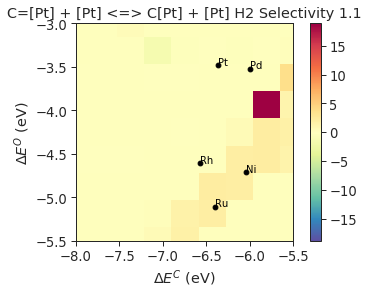 C=[Pt] + [Pt] <=> C[Pt] + [Pt] H2 Selectivity 1.1
−3.0
−3.5
−4.0
−4.5
−5.0
−5.5
ΔE^O (eV)
Pt
Pd
Rh
Ni
Ru
−8.0
−7.5
−7.0
−6.5
−6.0
−5.5
ΔE^C (eV)
15
10
5
0
−5
−10
−15